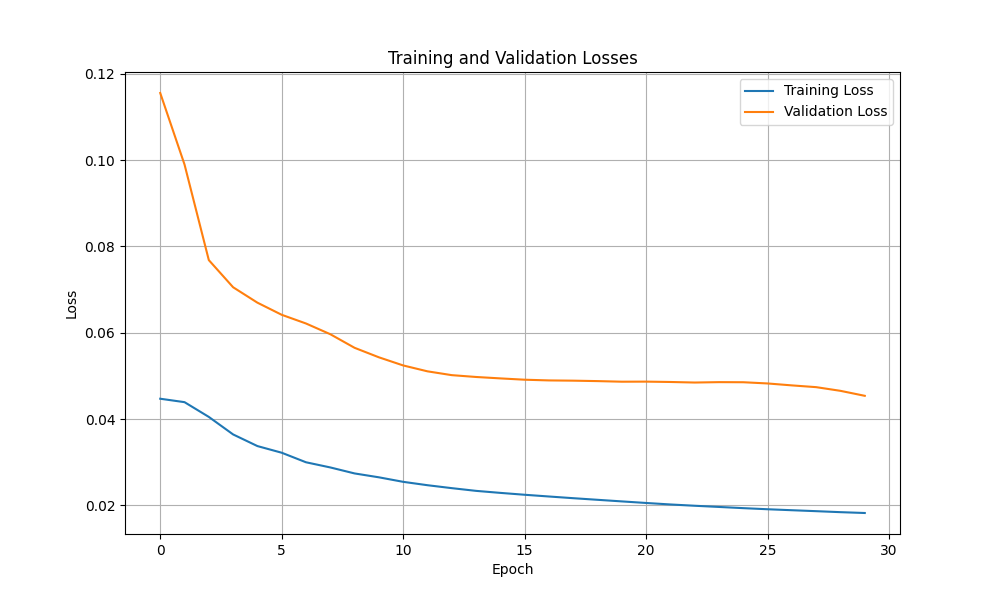 Training and Validation Losses
Training Loss
Validation Loss
0.12
0.10
0.08
0.06
0.04
0.02
Loss
0 5 10 15 20 25 30
Epoch